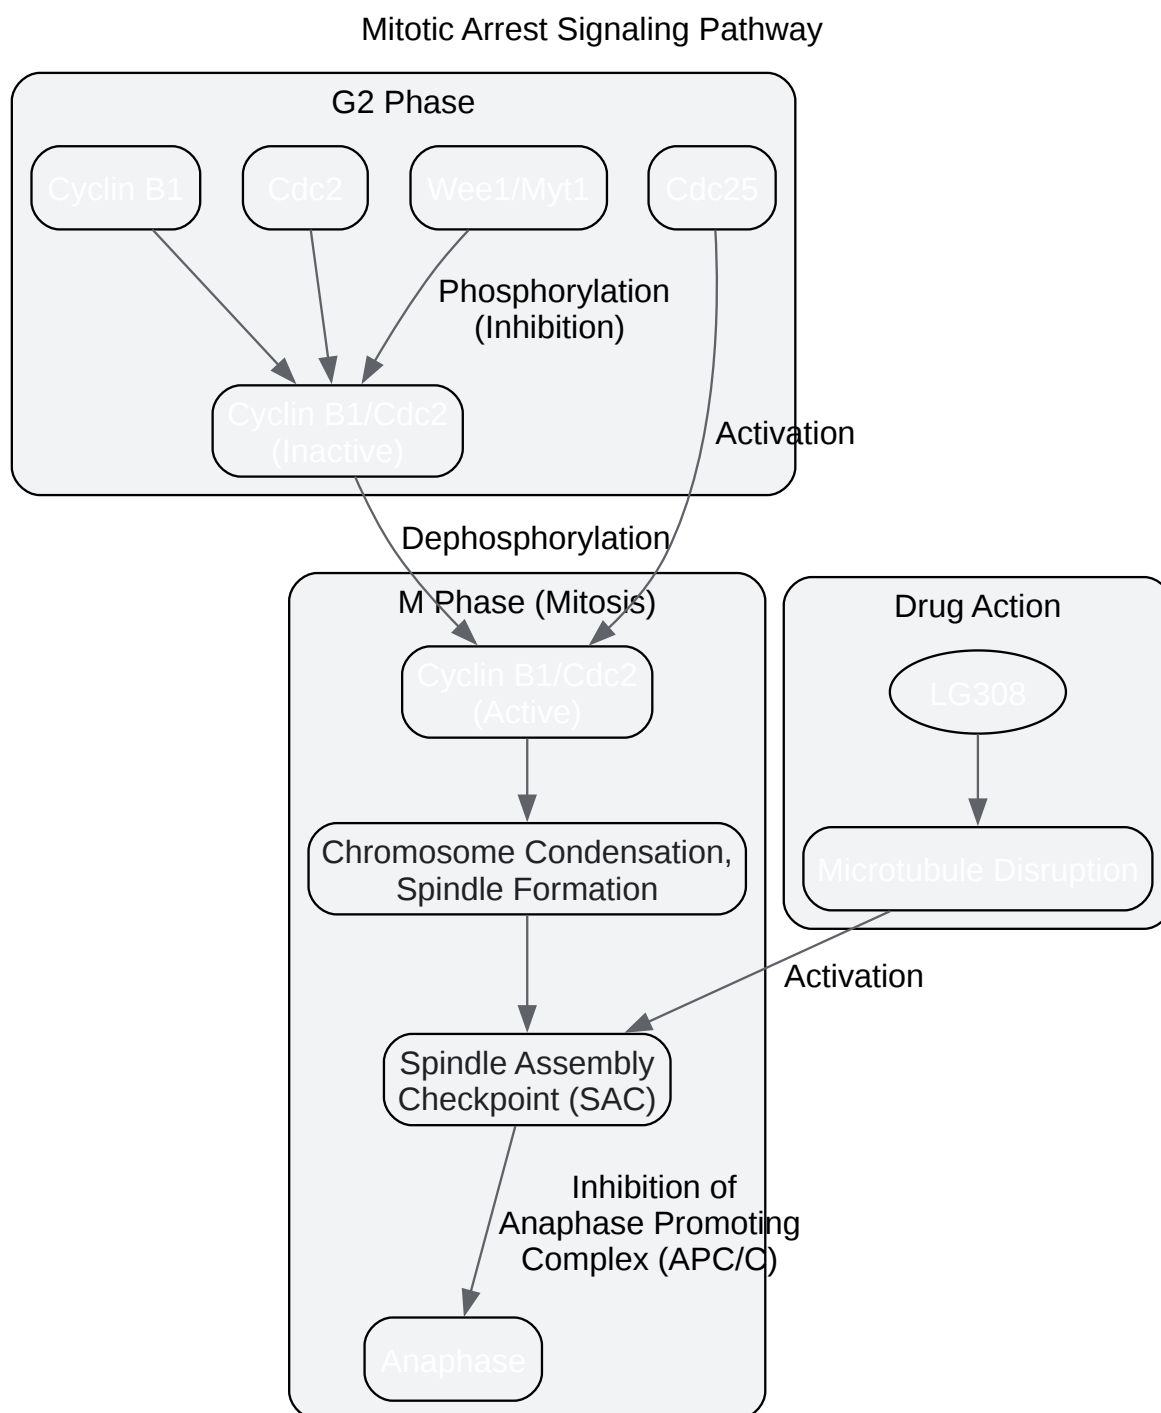 Mitotic Arrest Signaling Pathway
G2 Phase
Cyclin B1
Cdc2
Wee1/Myt1
Cdc25
Phosphorylation
(Inhibition)
Cyclin B1/Cdc2
(Inactive)
Activation
Dephosphorylation
M Phase (Mitosis)
Drug Action
Cyclin B1/Cdc2
(Active)
LG308
Chromosome Condensation,
Spindle Formation
Microtubule Disruption
Activation
Spindle Assembly
Checkpoint (SAC)
Inhibition of
Anaphase Promoting
Complex (APC/C)
Anaphase